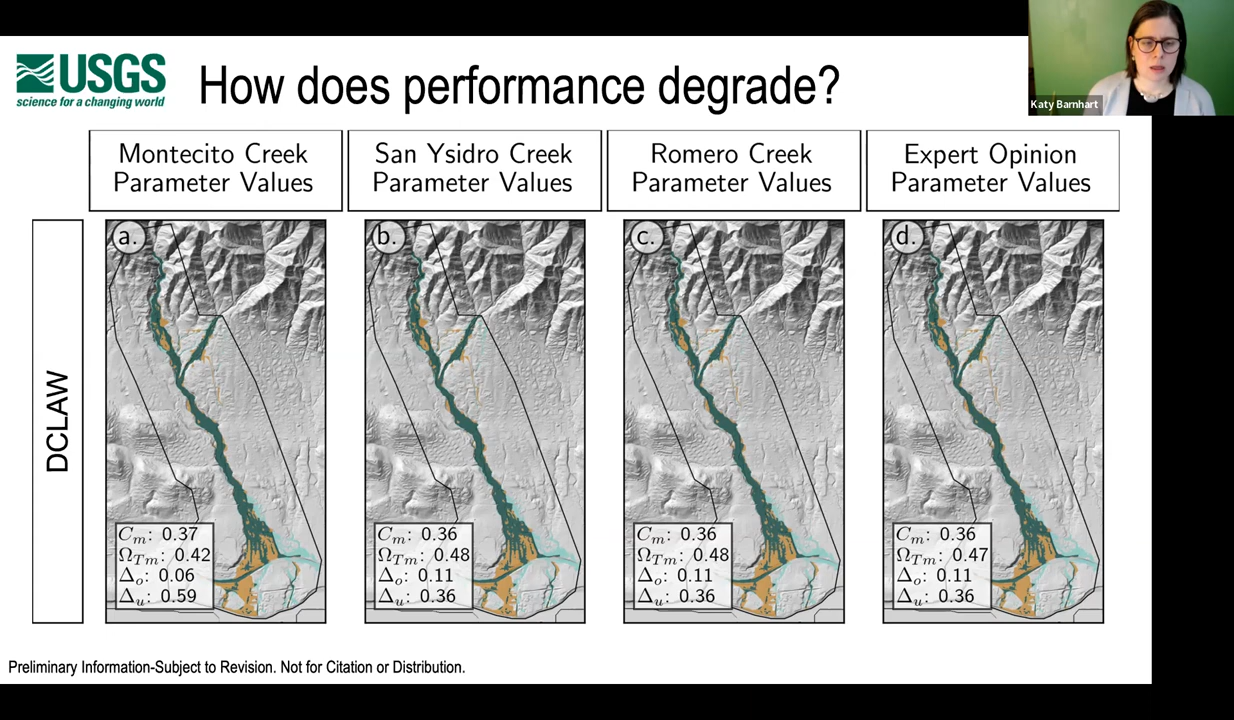 USGS
science for a changing world
How does performance degrade?
Katy Barnhart
Montecito Creek
Parameter Values
San Ysidro Creek
Parameter Values
Romero Creek
Parameter Values
Expert Opinion
Parameter Values
DCLAW
a.
Cₘ: 0.37
Ω_Tm: 0.42
Δₒ: 0.06
Δᵤ: 0.59
b.
Cₘ: 0.36
Ω_Tm: 0.48
Δₒ: 0.11
Δᵤ: 0.36
c.
Cₘ: 0.36
Ω_Tm: 0.48
Δₒ: 0.11
Δᵤ: 0.36
d.
Cₘ: 0.36
Ω_Tm: 0.47
Δₒ: 0.11
Δᵤ: 0.36
Preliminary Information-Subject to Revision. Not for Citation or Distribution.